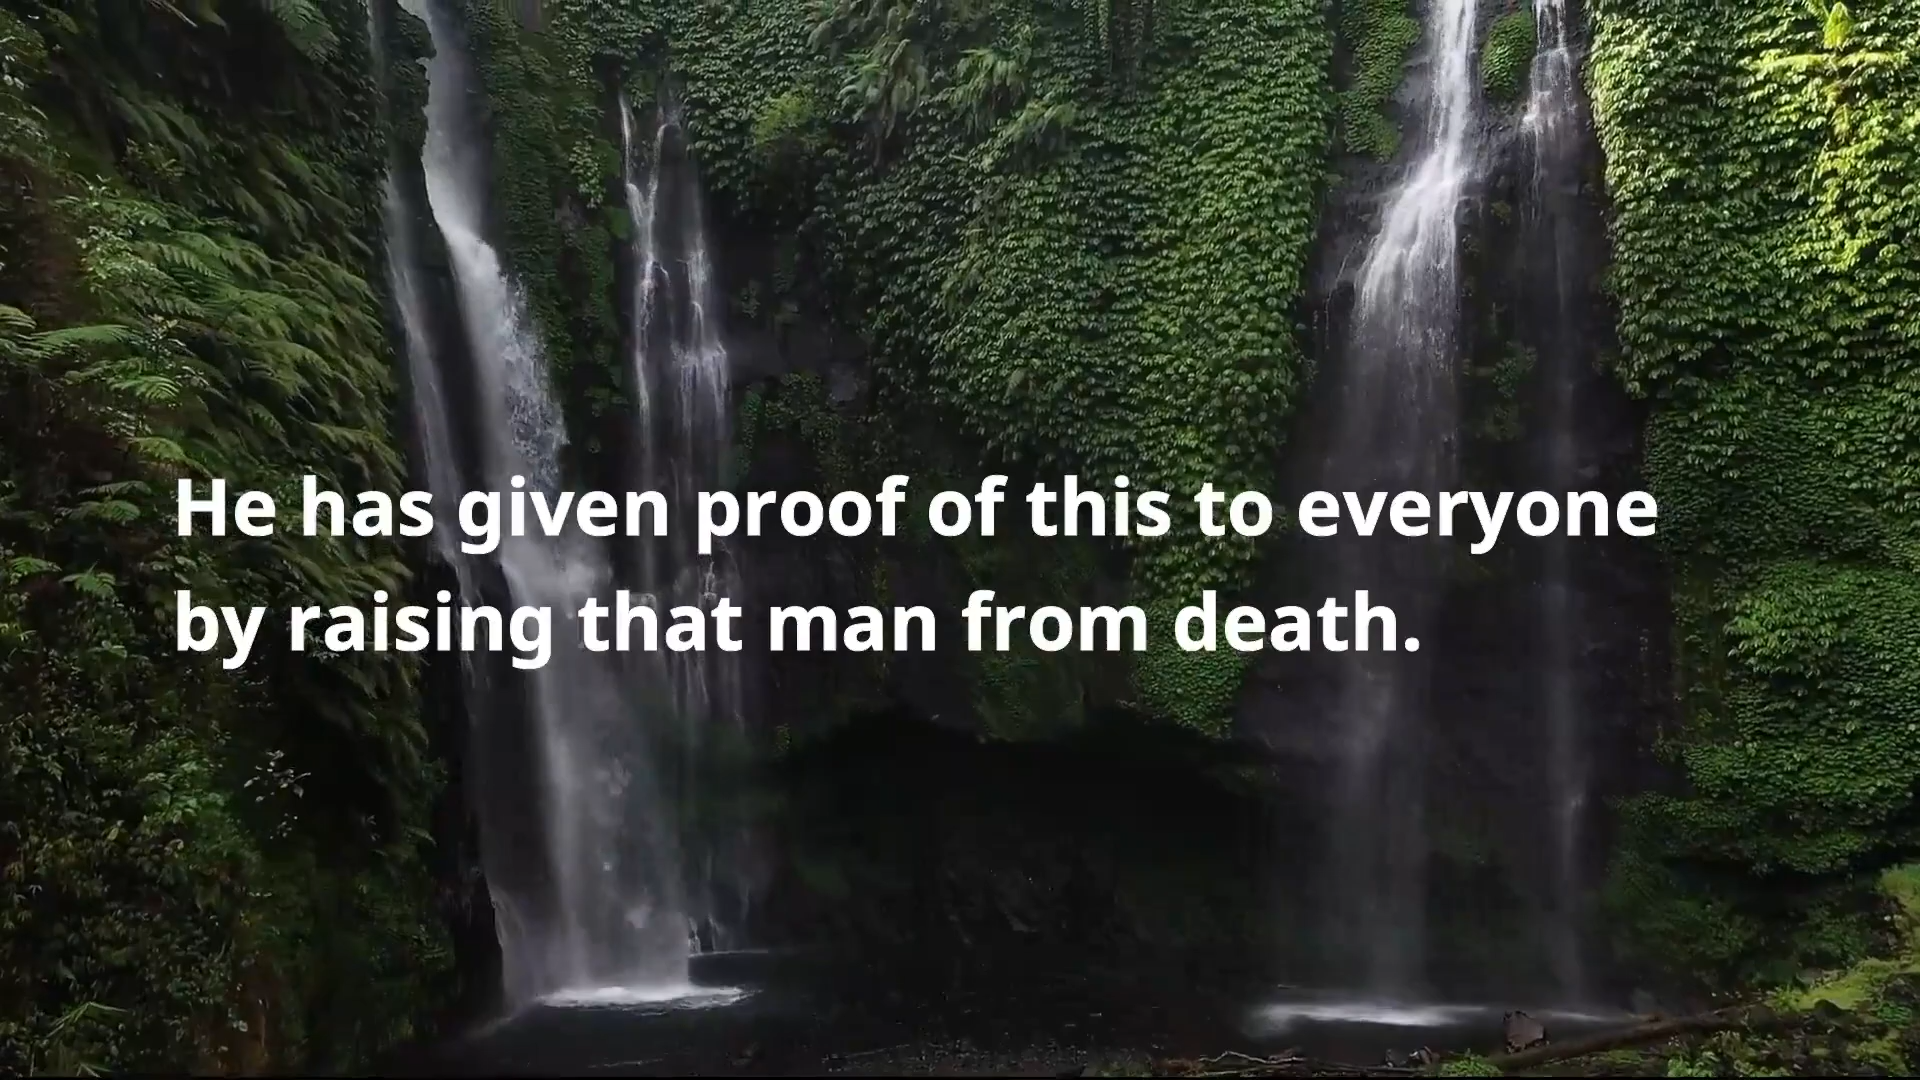 He has given proof of this to everyone
by raising that man from death.